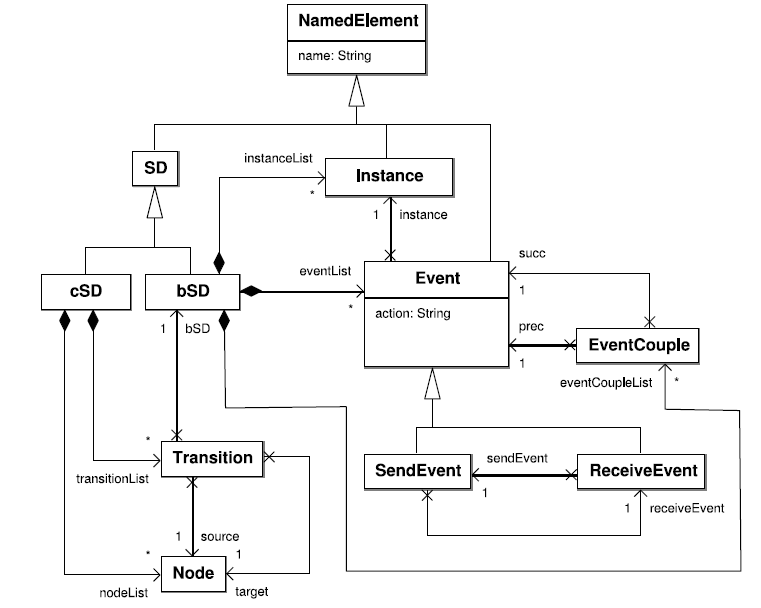 NamedElement
name: String
SD
instanceList
*
Instance
1 instance
cSD
bSD
eventList
*
Event
action: String
succ
1
prec
1
EventCouple
eventCoupleList *
1 bSD
*
transitionList
Transition
SendEvent
sendEvent
1
ReceiveEvent
1 receiveEvent
1 source
1
*
nodeList
Node
target